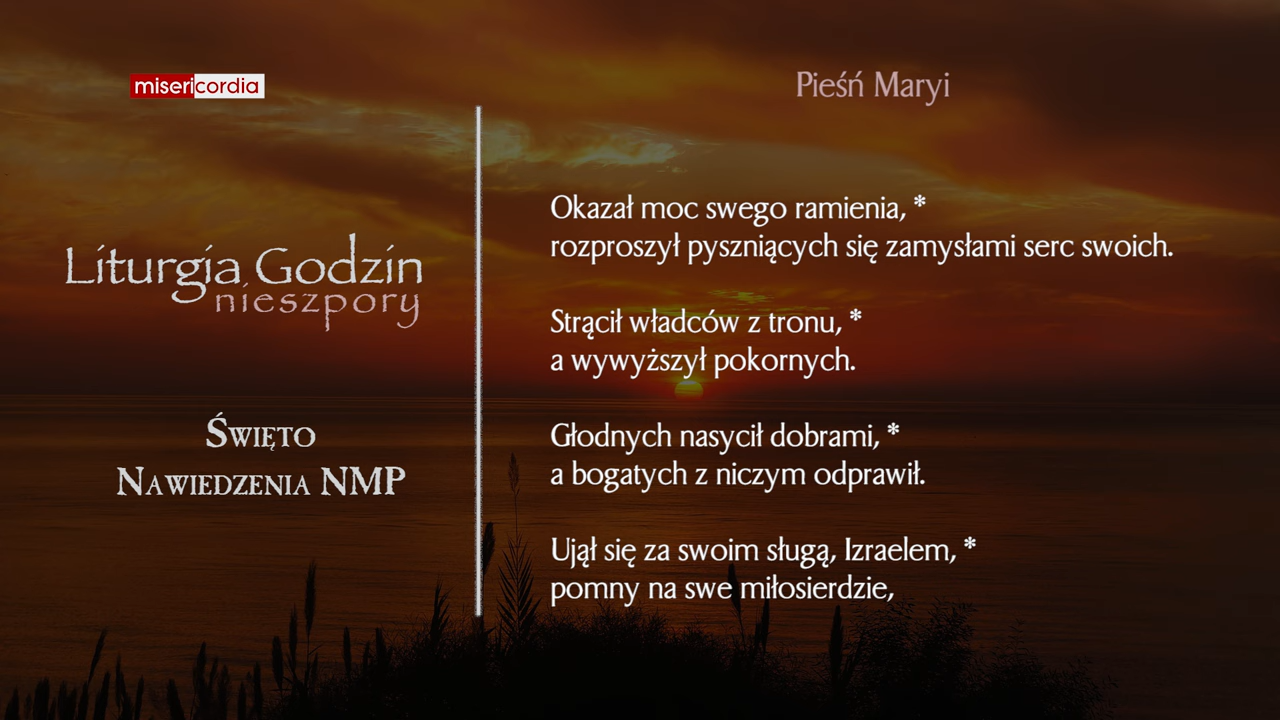 misericordia
Liturgia Godzin
nieszpory
Święto
Nawiedzenia NMP
Pieśń Maryi
Okazał moc swego ramienia, *
rozproszył pyszniących się zamysłami serc swoich.
Strącił władców z tronu, *
a wywyższył pokornych.
Głodnych nasycił dobrami, *
a bogatych z niczym odprawił.
Ujął się za swoim sługą, Izraelem, *
pomny na swe miłosierdzie,